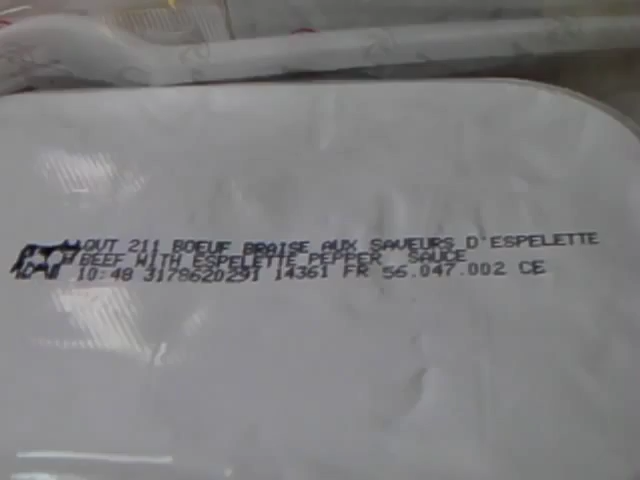 211 BOEUF BRAISE AUX SAVEURS D'ESPELETTE
BEEF WITH ESPELETTE PEPPER SAUCE
10:48 3178620291 14361 FR 56.047.002 CE